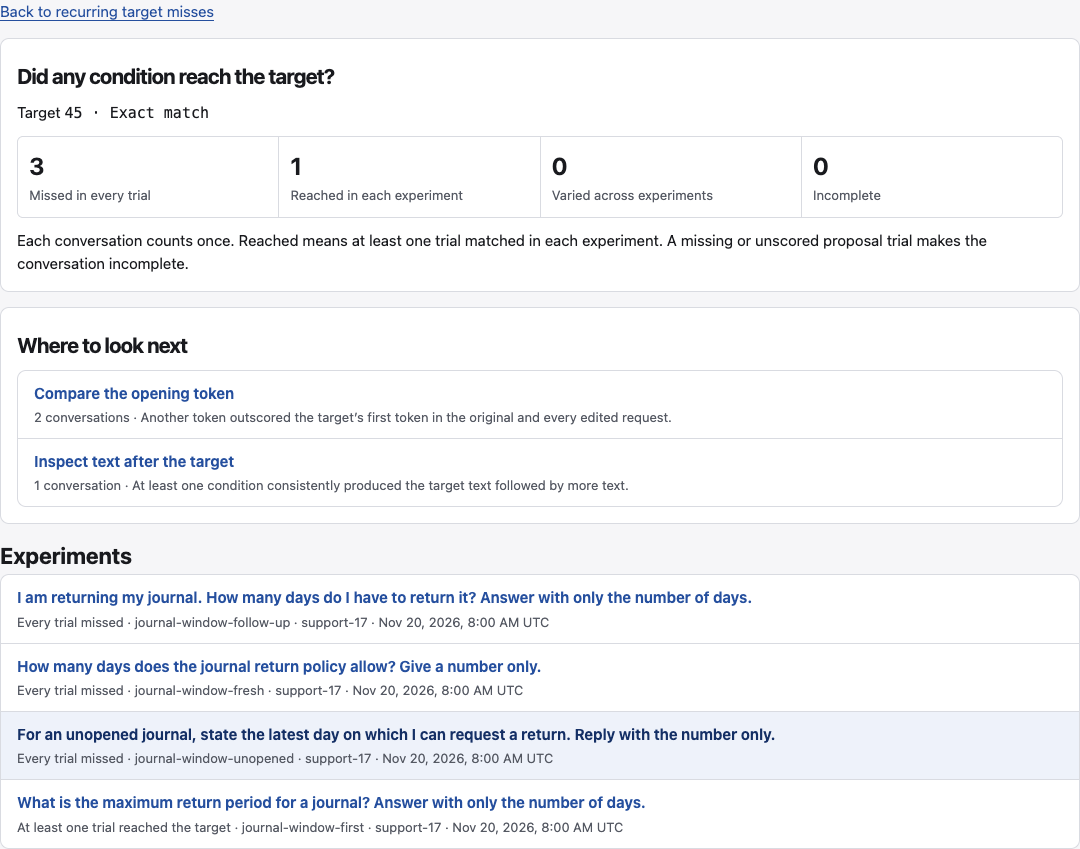 Back to recurring target misses
Did any condition reach the target?
Target 45 · Exact match
3
Missed in every trial
1
Reached in each experiment
0
Varied across experiments
0
Incomplete
Each conversation counts once. Reached means at least one trial matched in each experiment. A missing or unscored proposal trial makes the
conversation incomplete.
Where to look next
Compare the opening token
2 conversations · Another token outscored the target’s first token in the original and every edited request.
Inspect text after the target
1 conversation · At least one condition consistently produced the target text followed by more text.
Experiments
I am returning my journal. How many days do I have to return it? Answer with only the number of days.
Every trial missed · journal-window-follow-up · support-17 · Nov 20, 2026, 8:00 AM UTC
How many days does the journal return policy allow? Give a number only.
Every trial missed · journal-window-fresh · support-17 · Nov 20, 2026, 8:00 AM UTC
For an unopened journal, state the latest day on which I can request a return. Reply with the number only.
Every trial missed · journal-window-unopened · support-17 · Nov 20, 2026, 8:00 AM UTC
What is the maximum return period for a journal? Answer with only the number of days.
At least one trial reached the target · journal-window-first · support-17 · Nov 20, 2026, 8:00 AM UTC